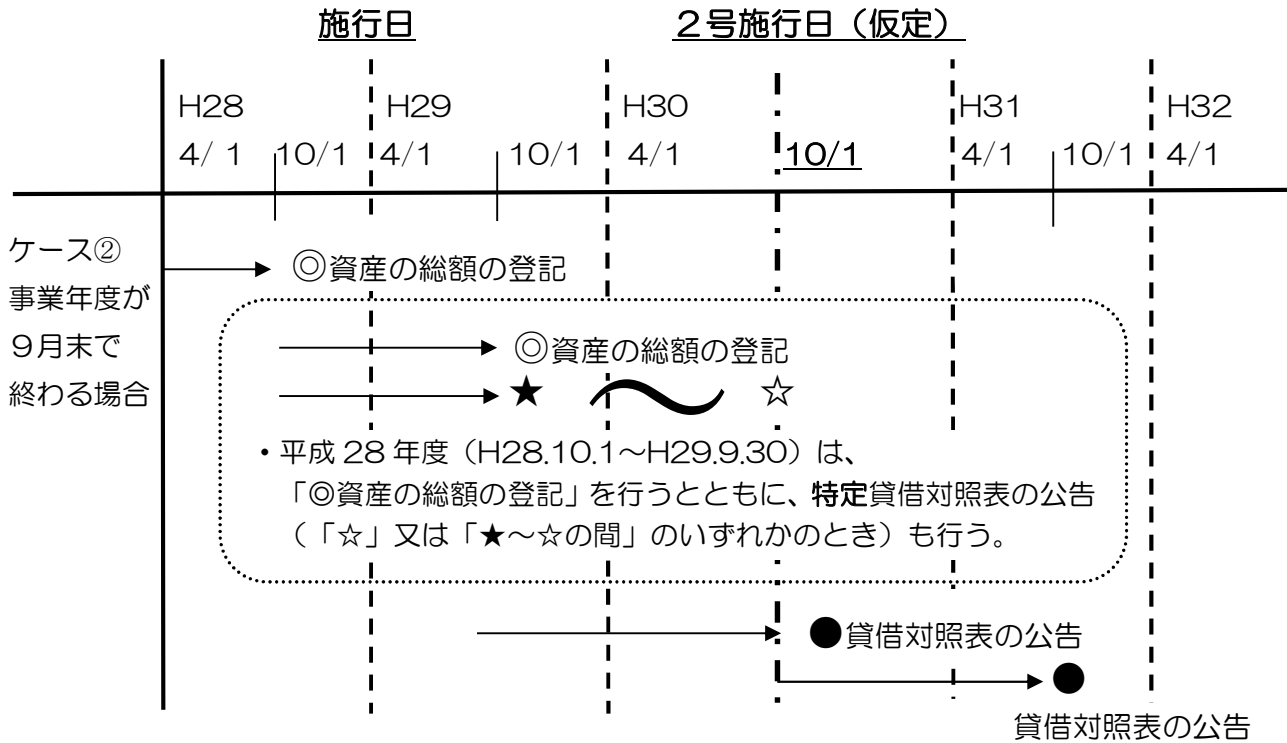 施行日 ２号施行日（仮定）
H28 H29 H30 H31 H32
4/ 1 10/1 4/1 10/1 4/1 10/1 4/1 10/1 4/1
ケース②
事業年度が
９月末で
終わる場合
◎資産の総額の登記
◎資産の総額の登記
★ ～ ☆
・平成 28 年度（H28.10.1～H29.9.30）は、
「◎資産の総額の登記」を行うとともに、特定貸借対照表の公告
（「☆」又は「★～☆の間」のいずれかのとき）も行う。
●貸借対照表の公告
●
貸借対照表の公告